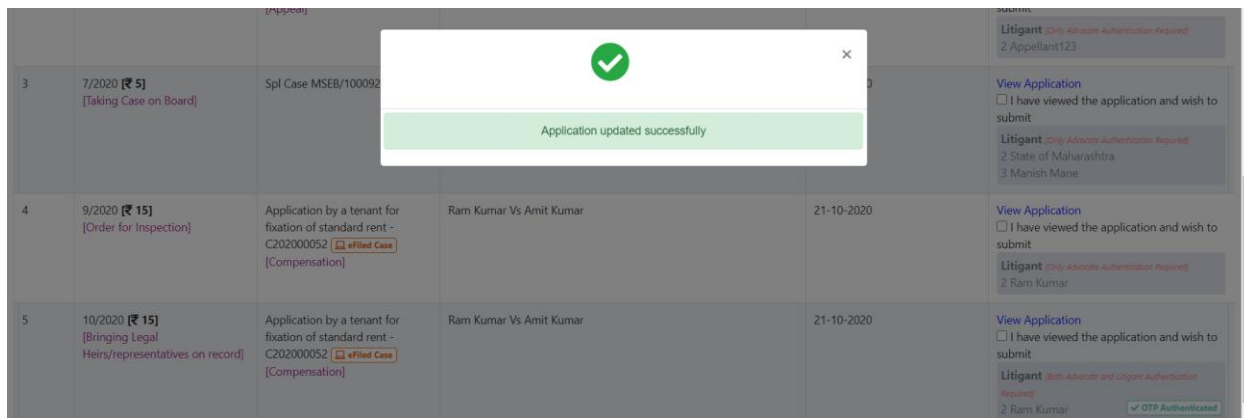 [Appeal]
submit
Litigant [Only Advocate Authentication Required]
2 Appellant123
×
3
7/2020 [₹ 5]
[Taking Case on Board]
Spl Case MSEB/100092
View Application
I have viewed the application and wish to
submit
Litigant [Only Advocate Authentication Required]
2 State of Maharashtra
3 Manish Mane
Application updated successfully
4
9/2020 [₹ 15]
[Order for Inspection]
Application by a tenant for
fixation of standard rent -
C202000052 eFiled Case
[Compensation]
Ram Kumar Vs Amit Kumar
21-10-2020
View Application
I have viewed the application and wish to
submit
Litigant [Only Advocate Authentication Required]
2 Ram Kumar
5
10/2020 [₹ 15]
[Bringing Legal
Heirs/representatives on record]
Application by a tenant for
fixation of standard rent -
C202000052 eFiled Case
[Compensation]
Ram Kumar Vs Amit Kumar
21-10-2020
View Application
I have viewed the application and wish to
submit
Litigant [Both Advocate and Litigant Authentication
Required]
2 Ram Kumar
OTP Authenticated